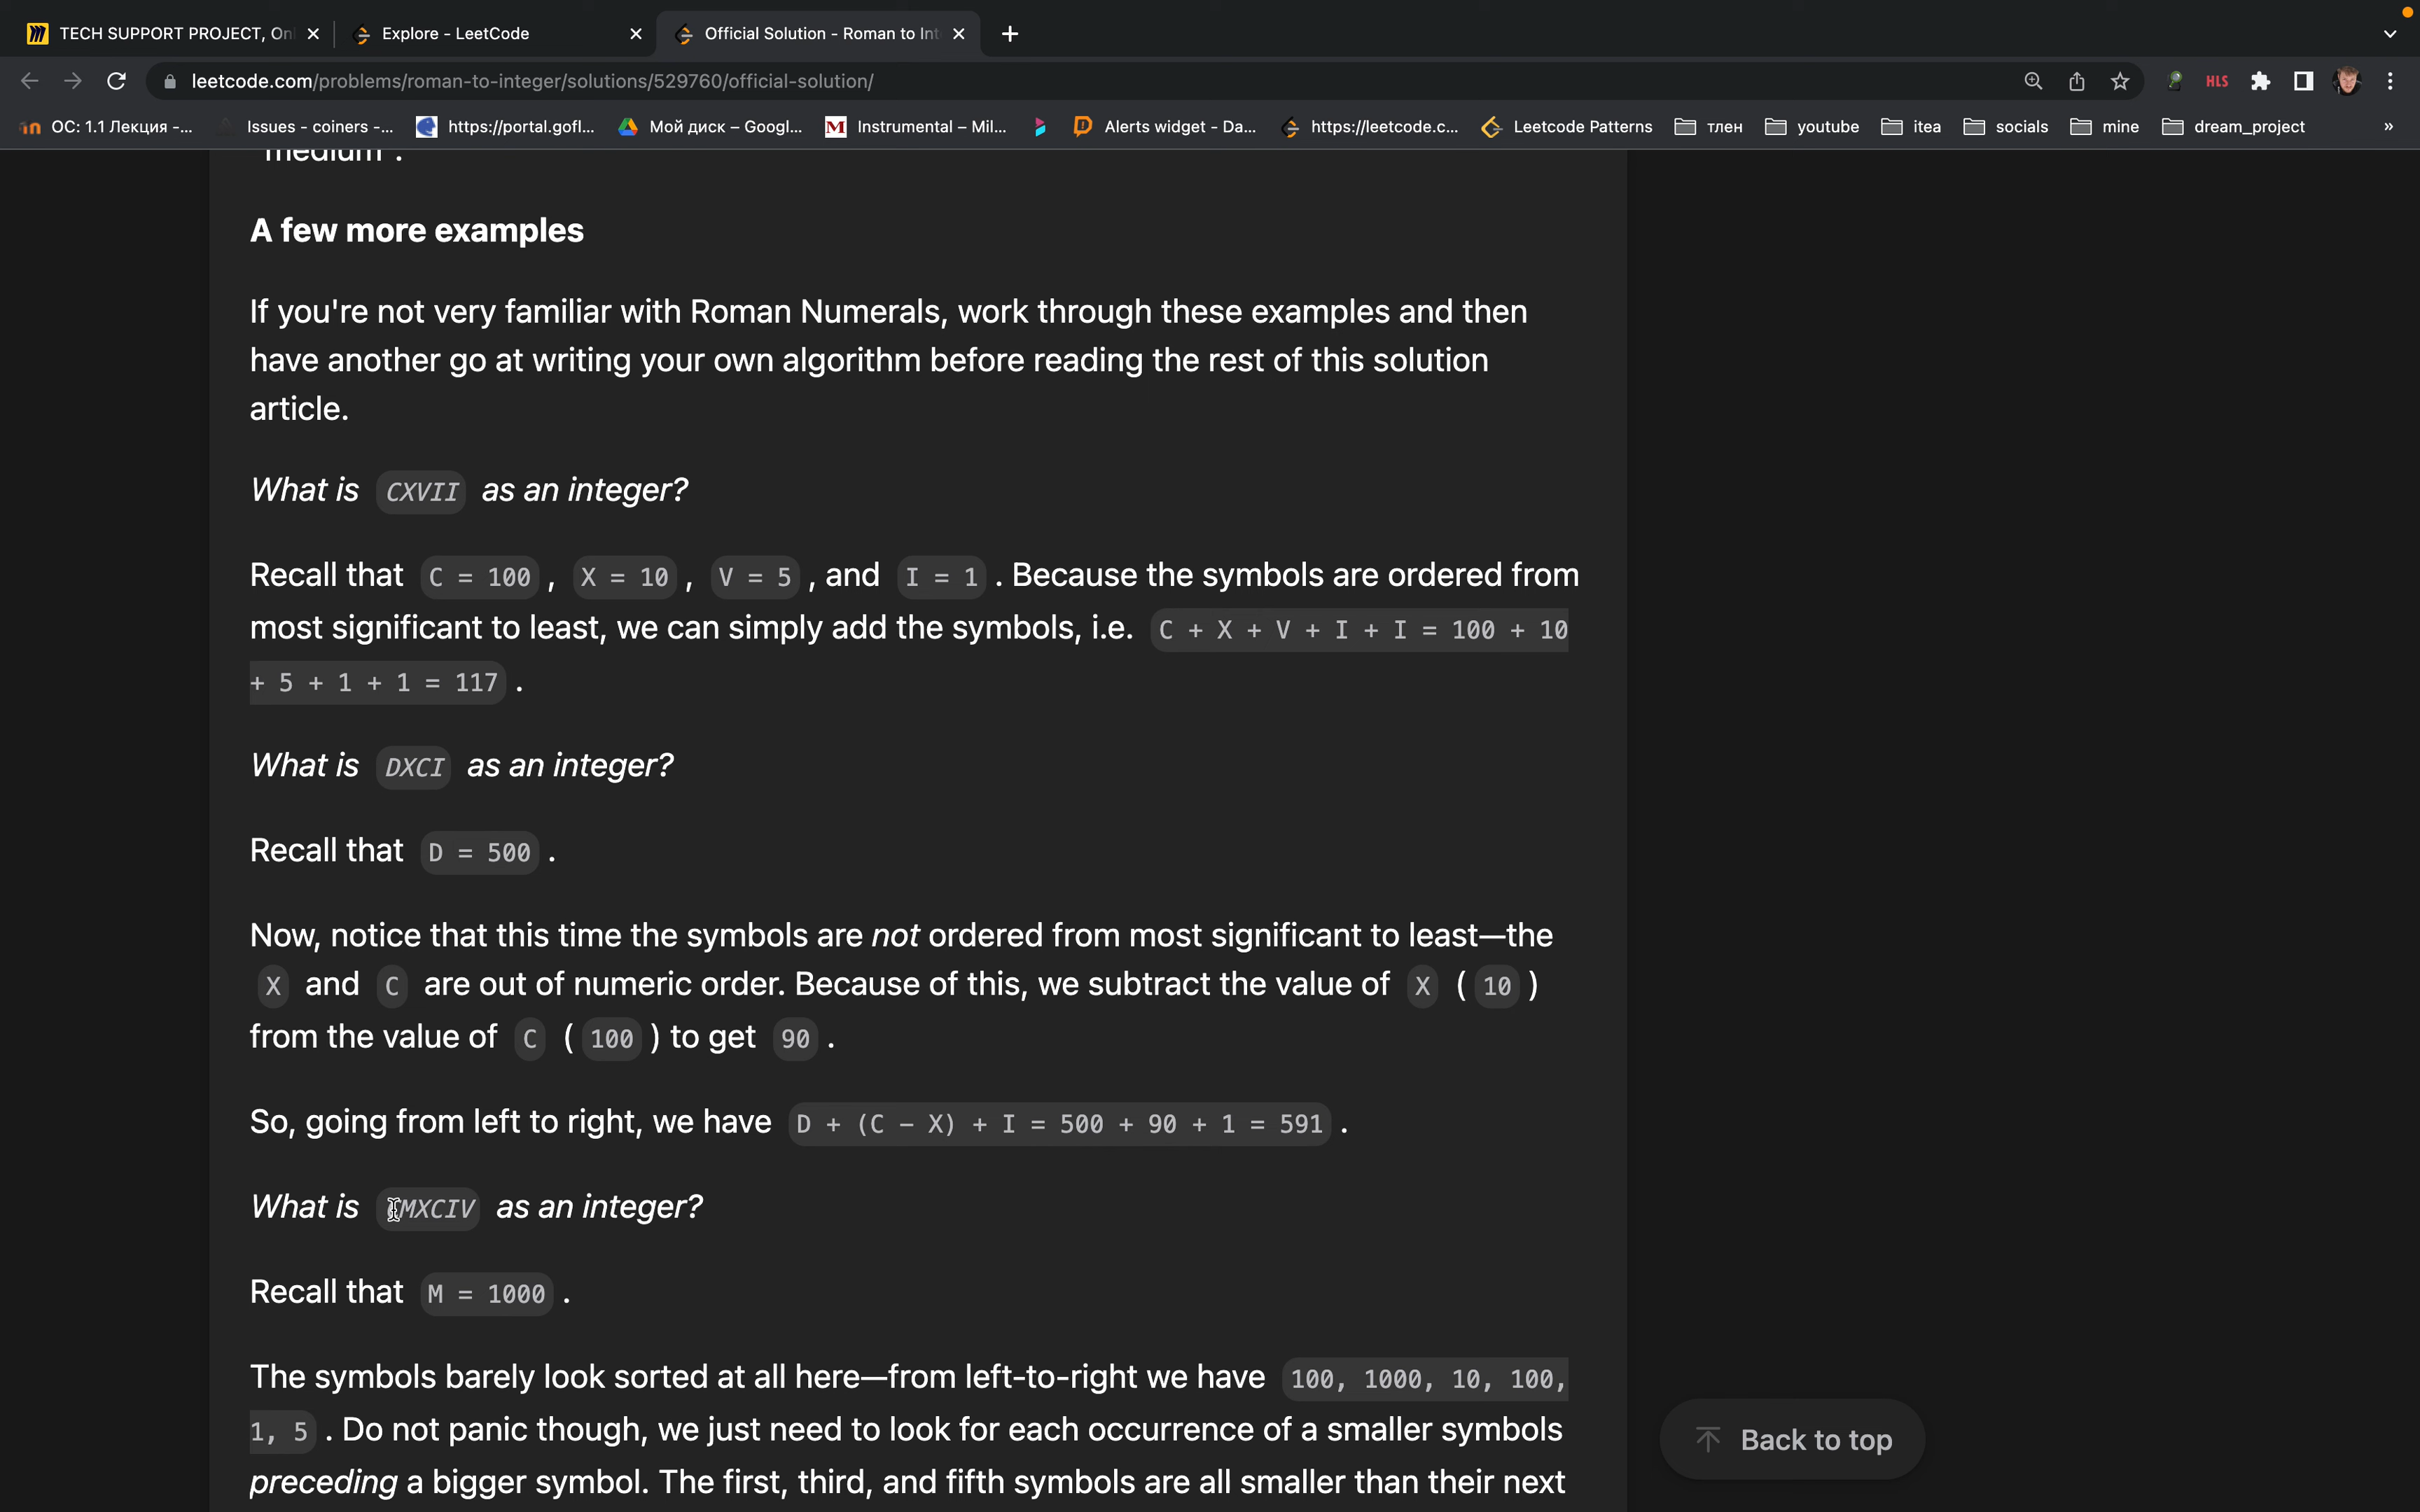 TECH SUPPORT PROJECT, Onl
Explore - LeetCode
Official Solution - Roman to Int
leetcode.com/problems/roman-to-integer/solutions/529760/official-solution/
HLS
ОС: 1.1 Лекция -...
Issues - coiners -...
https://portal.gofl...
Мой диск – Googl...
Instrumental – Mil...
Alerts widget - Da...
https://leetcode.c...
Leetcode Patterns
тлен
youtube
itea
socials
mine
dream_project
»
"medium".
A few more examples
If you're not very familiar with Roman Numerals, work through these examples and then
have another go at writing your own algorithm before reading the rest of this solution
article.
What is CXVII as an integer?
Recall that C = 100 , X = 10 , V = 5 , and I = 1 . Because the symbols are ordered from
most significant to least, we can simply add the symbols, i.e. C + X + V + I + I = 100 + 10
+ 5 + 1 + 1 = 117 .
What is DXCI as an integer?
Recall that D = 500 .
Now, notice that this time the symbols are not ordered from most significant to least—the
X and C are out of numeric order. Because of this, we subtract the value of X ( 10 )
from the value of C ( 100 ) to get 90 .
So, going from left to right, we have D + (C - X) + I = 500 + 90 + 1 = 591 .
What is CMXCIV as an integer?
Recall that M = 1000 .
The symbols barely look sorted at all here—from left-to-right we have 100, 1000, 10, 100,
1, 5 . Do not panic though, we just need to look for each occurrence of a smaller symbols
preceding a bigger symbol. The first, third, and fifth symbols are all smaller than their next
Back to top